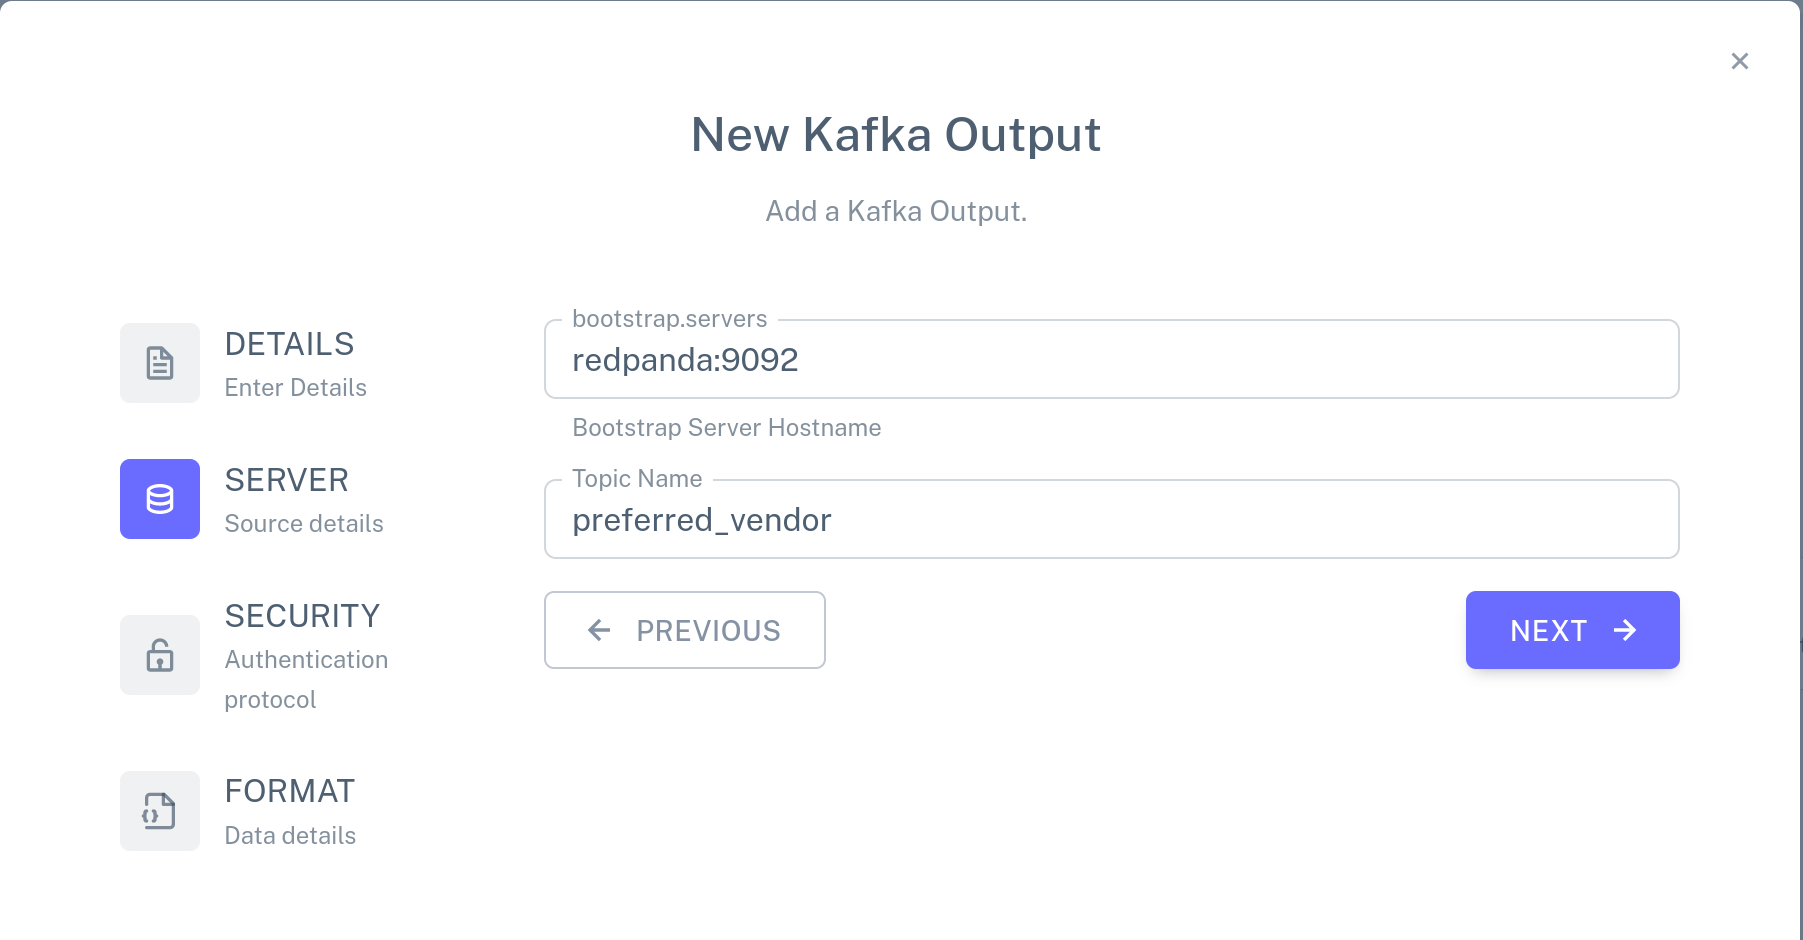 New Kafka Output
Add a Kafka Output.
DETAILS
Enter Details
SERVER
Source details
SECURITY
Authentication
protocol
FORMAT
Data details
bootstrap.servers
redpanda:9092
Bootstrap Server Hostname
Topic Name
preferred_vendor
PREVIOUS
NEXT